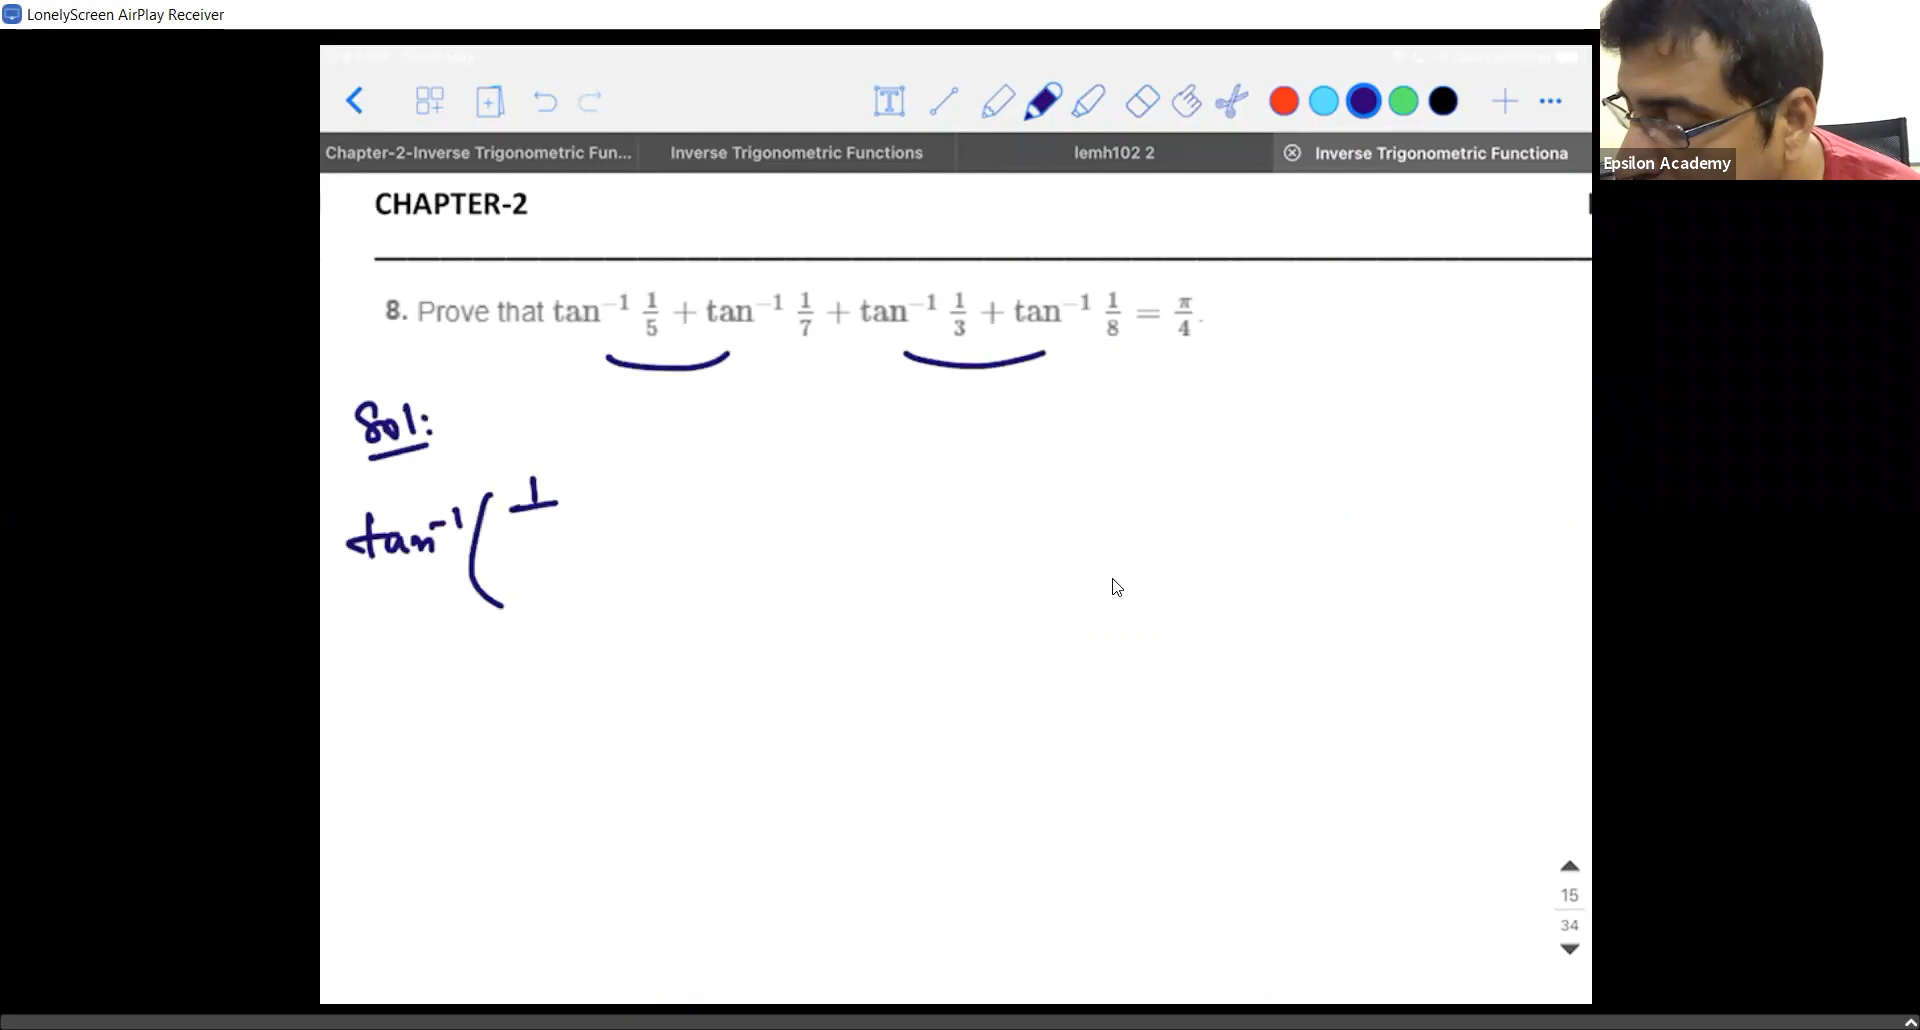 LonelyScreen AirPlay Receiver
Chapter-2-Inverse Trigonometric Fun...
Inverse Trigonometric Functions
lemh102 2
Inverse Trigonometric Functiona
Epsilon Academy
CHAPTER-2
8. Prove that tan⁻¹ 1/5 + tan⁻¹ 1/7 + tan⁻¹ 1/3 + tan⁻¹ 1/8 = π/4.
Sol:
tan⁻¹ ( 1
15
34